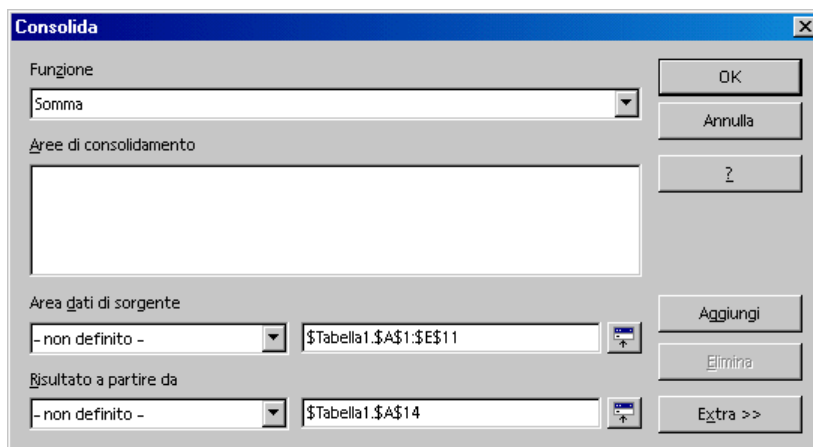 Consolida
Funzione
Somma
OK
Annulla
Aree di consolidamento
?
Area dati di sorgente
- non definito -
$Tabella1.$A$1:$E$11
Aggiungi
Elimina
Risultato a partire da
- non definito -
$Tabella1.$A$14
Extra >>